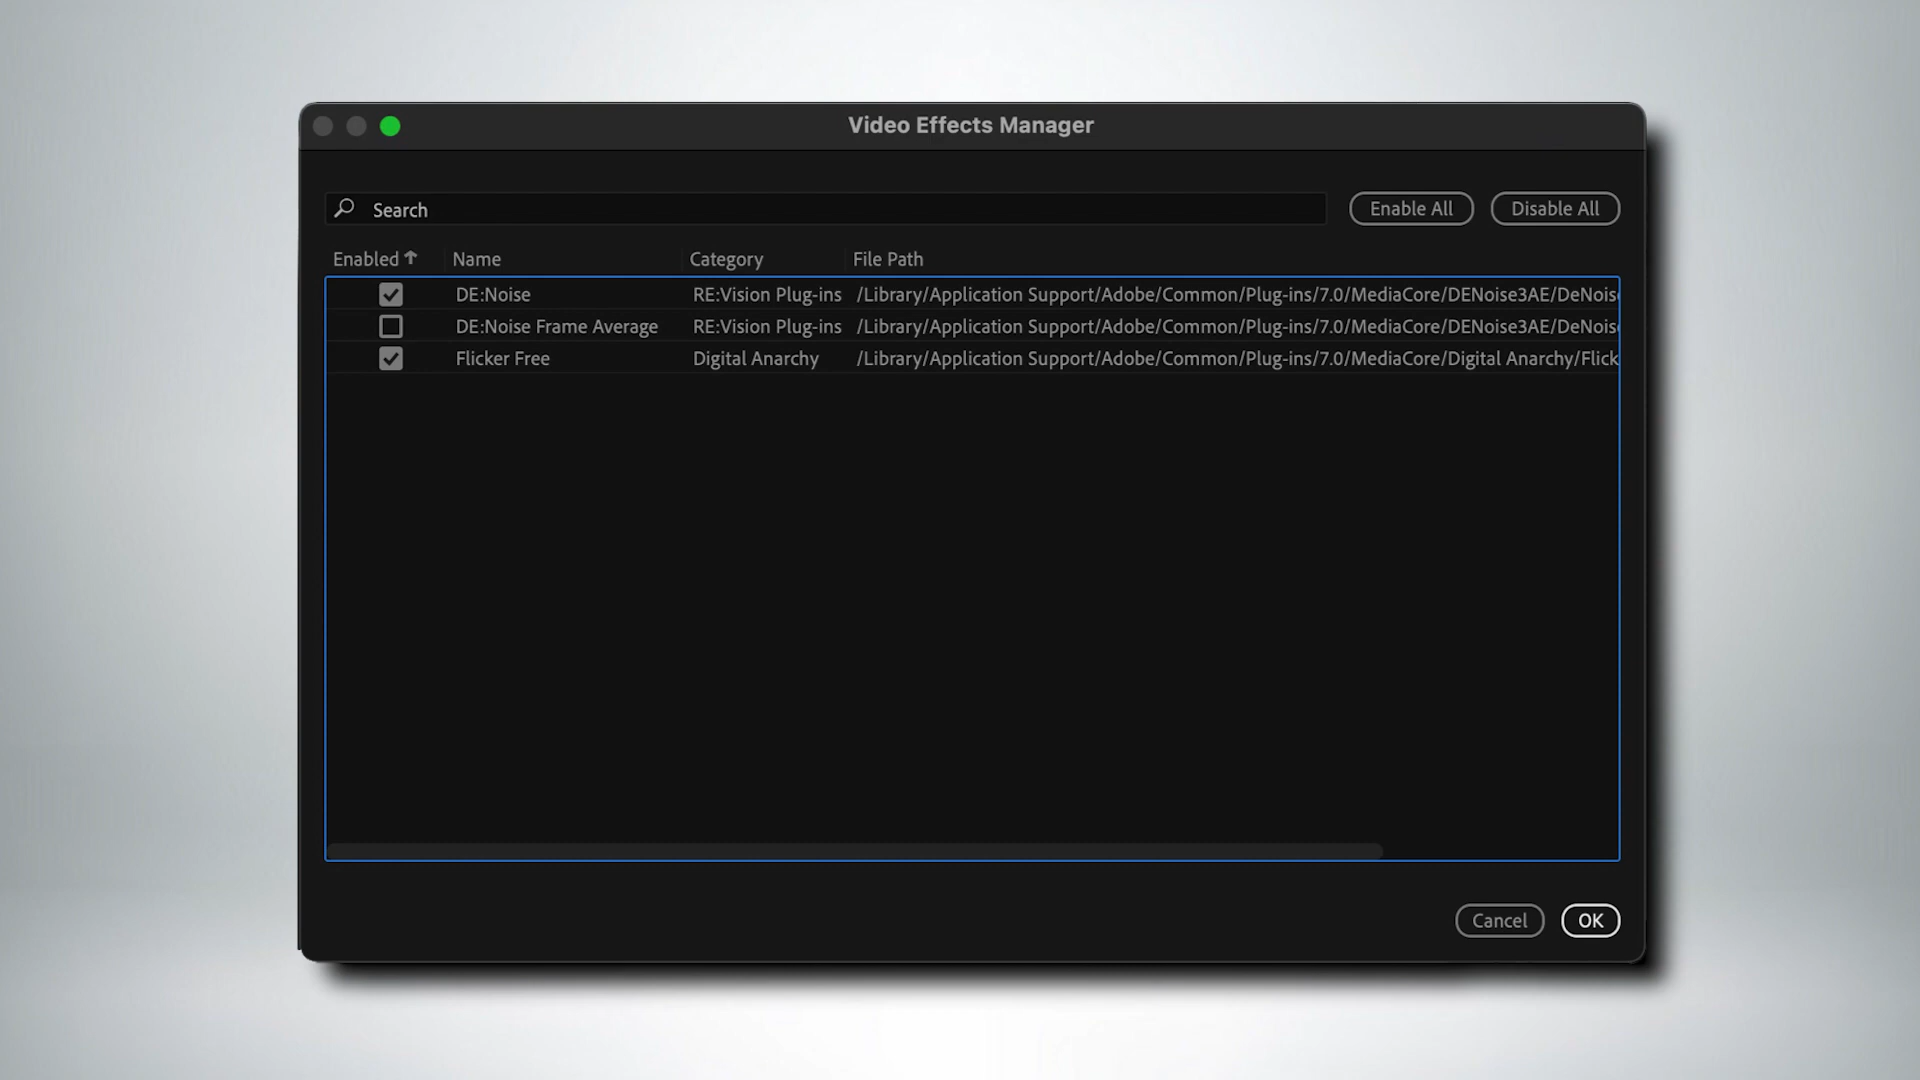 Video Effects Manager
Search
Enable All
Disable All
Enabled Name Category File Path
DE:Noise RE:Vision Plug-ins /Library/Application Support/Adobe/Common/Plug-ins/7.0/MediaCore/DENoise3AE/DeNois
DE:Noise Frame Average RE:Vision Plug-ins /Library/Application Support/Adobe/Common/Plug-ins/7.0/MediaCore/DENoise3AE/DeNois
Flicker Free Digital Anarchy /Library/Application Support/Adobe/Common/Plug-ins/7.0/MediaCore/Digital Anarchy/Flick
Cancel
OK